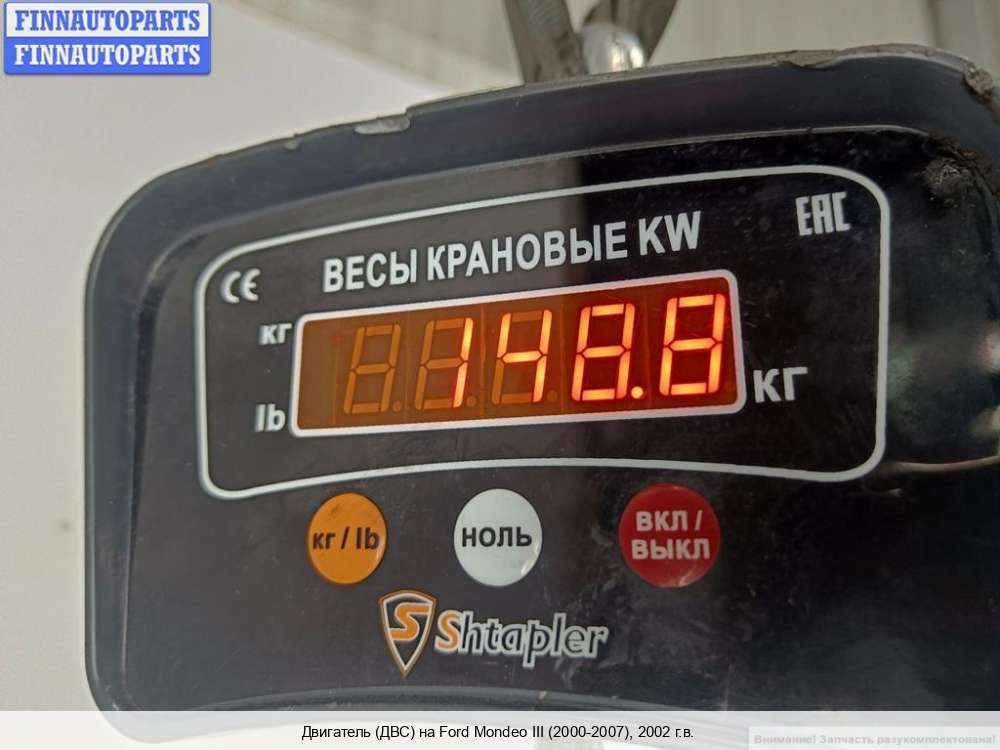 FINNAUTOPARTS
FINNAUTOPARTS
EAC
CE
ВЕСЫ КРАНОВЫЕ KW
кг
148.8
lb
кг
кг / lb
НОЛЬ
ВКЛ /
ВЫКЛ
S Shtapler
Двигатель (ДВС) на Ford Mondeo III (2000-2007), 2002 г.в.
Внимание! Запчасть разукомплектована!